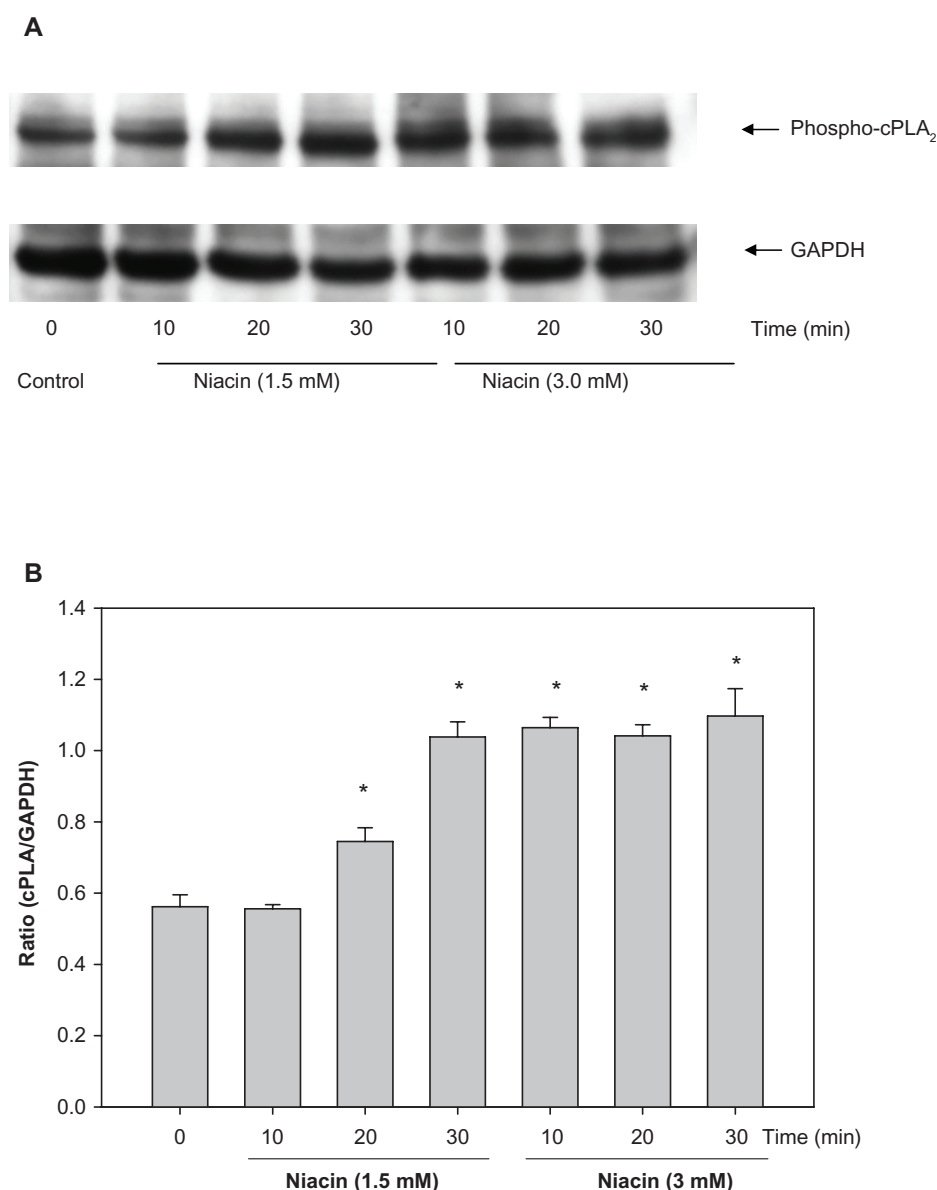 A
Phospho-cPLA₂
GAPDH
0 10 20 30 10 20 30 Time (min)
Control Niacin (1.5 mM) Niacin (3.0 mM)
B
1.4
1.2
1.0
0.8
0.6
0.4
0.2
0.0
Ratio (cPLA/GAPDH)
* * * * *
0 10 20 30 10 20 30 Time (min)
Niacin (1.5 mM) Niacin (3 mM)